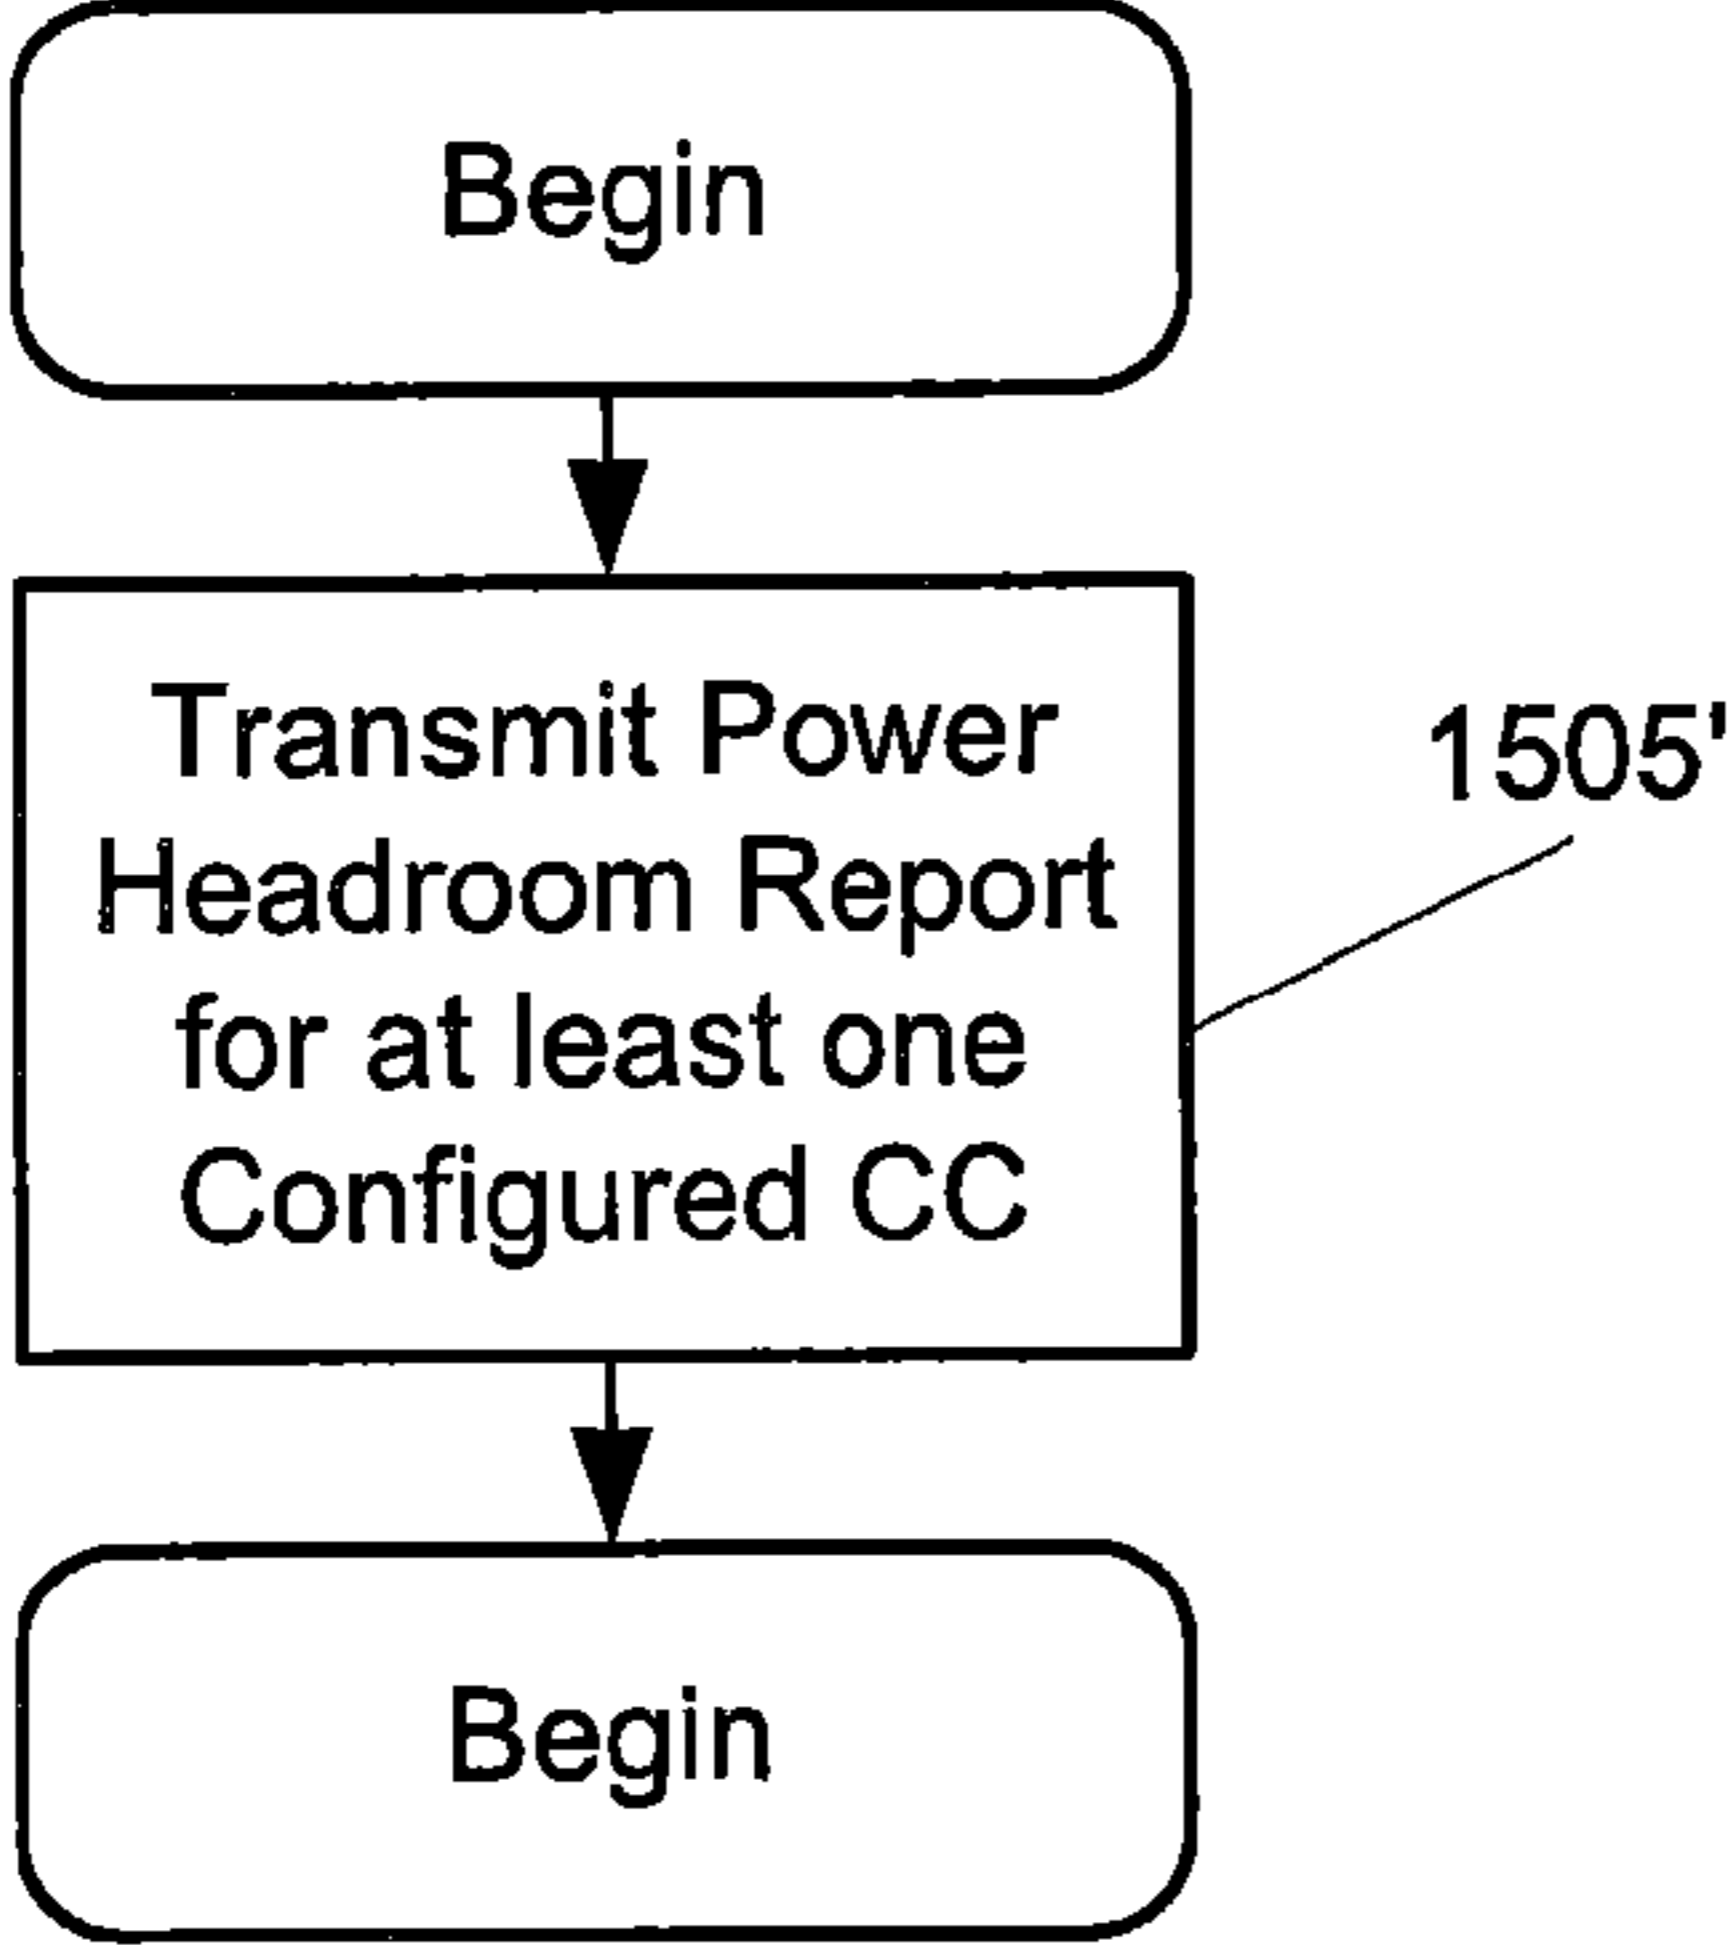 Begin
Transmit Power
Headroom Report
for at least one
Configured CC
1505'
Begin